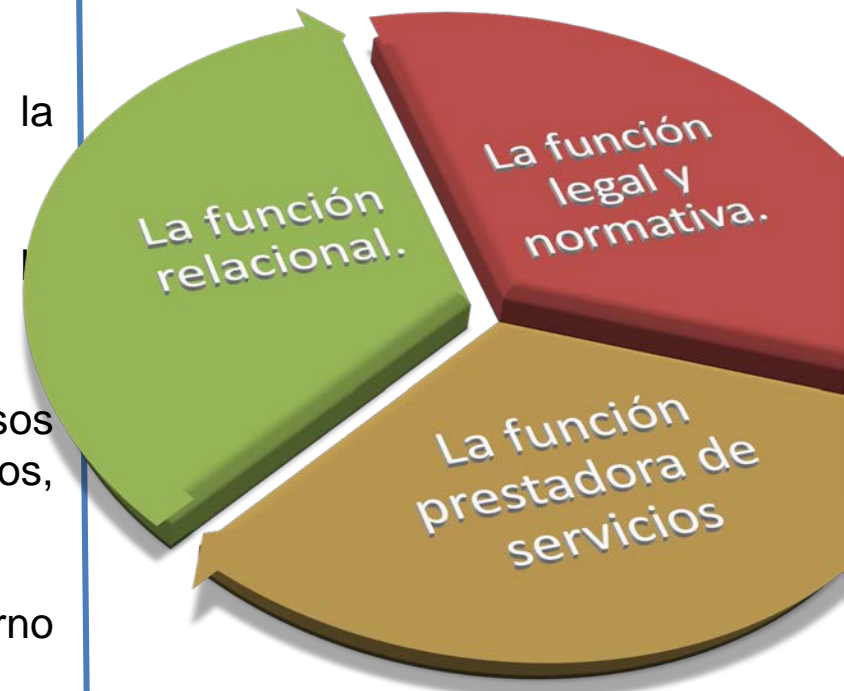 la
sos
os,
rno
La función
relacional.
La función
legal y
normativa.
La función
prestadora de
servicios